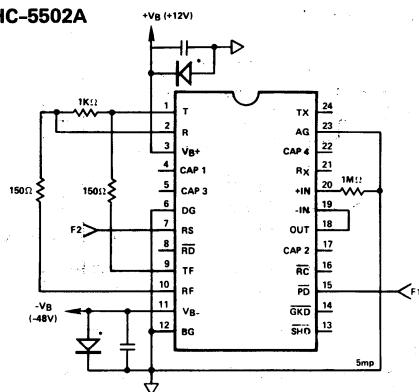 HC-5502A
+VB (+12V)
1KΩ
150Ω
150Ω
1 T
2 R
3 VB+
4 CAP 1
5 CAP 3
6 DG
F2
7 RS
8 RD
9 TF
10 RF
-VB
(-48V)
11 VB-
12 BG
TX 24
AG 23
CAP 4 22
RX 21
+IN 20
1MΩ
-IN 19
OUT 18
CAP 2 17
RC 16
PD 15
F1
GKD 14
SHD 13
5mp